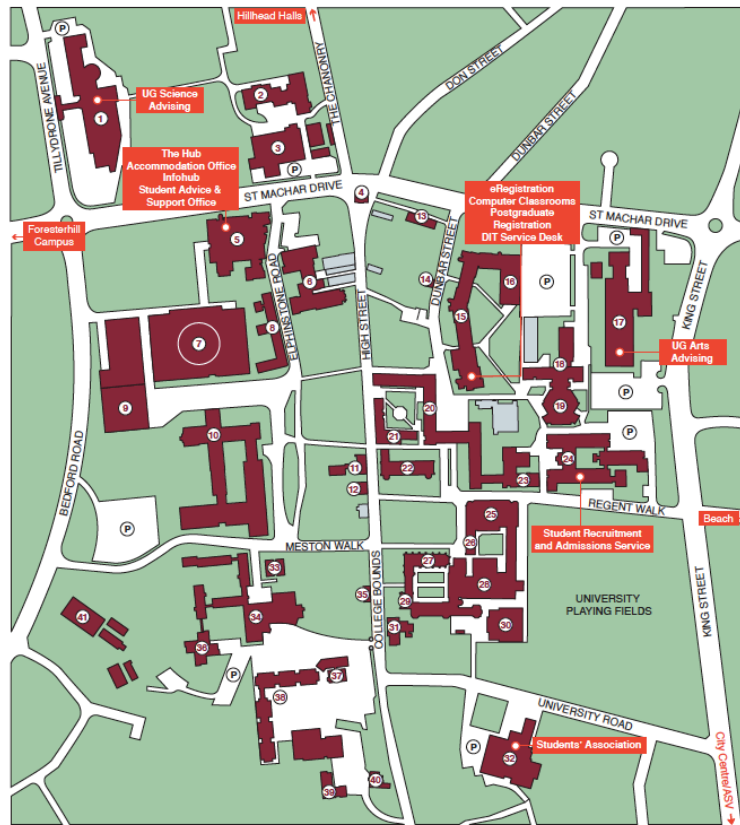 Hillhead Halls
P
TILLYDRONE AVENUE
THE CHANONRY
DON STREET
DUNBAR STREET
UG Science
Advising
1
2
3
P
The Hub
Accommodation Office
Infohub
Student Advice &
Support Office
eRegistration
Computer Classrooms
Postgraduate
Registration
DIT Service Desk
ST MACHAR DRIVE
4
13
ST MACHAR DRIVE
Foresterhill
Campus
5
P
P
ELPHINSTONE ROAD
6
HIGH STREET
DUNBAR STREET
14
16
P
15
17
KING STREET
7
8
UG Arts
Advising
18
9
P
19
10
20
21
P
BEDFORD ROAD
11
22
24
12
23
REGENT WALK
25
Beach
P
Student Recruitment
and Admissions Service
MESTON WALK
26
27
33
28
COLLEGE BOUNDS
35
29
UNIVERSITY
PLAYING FIELDS
KING STREET
41
34
30
31
36
P
37
38
UNIVERSITY ROAD
P
Students' Association
32
City Centre/ASV
39
40